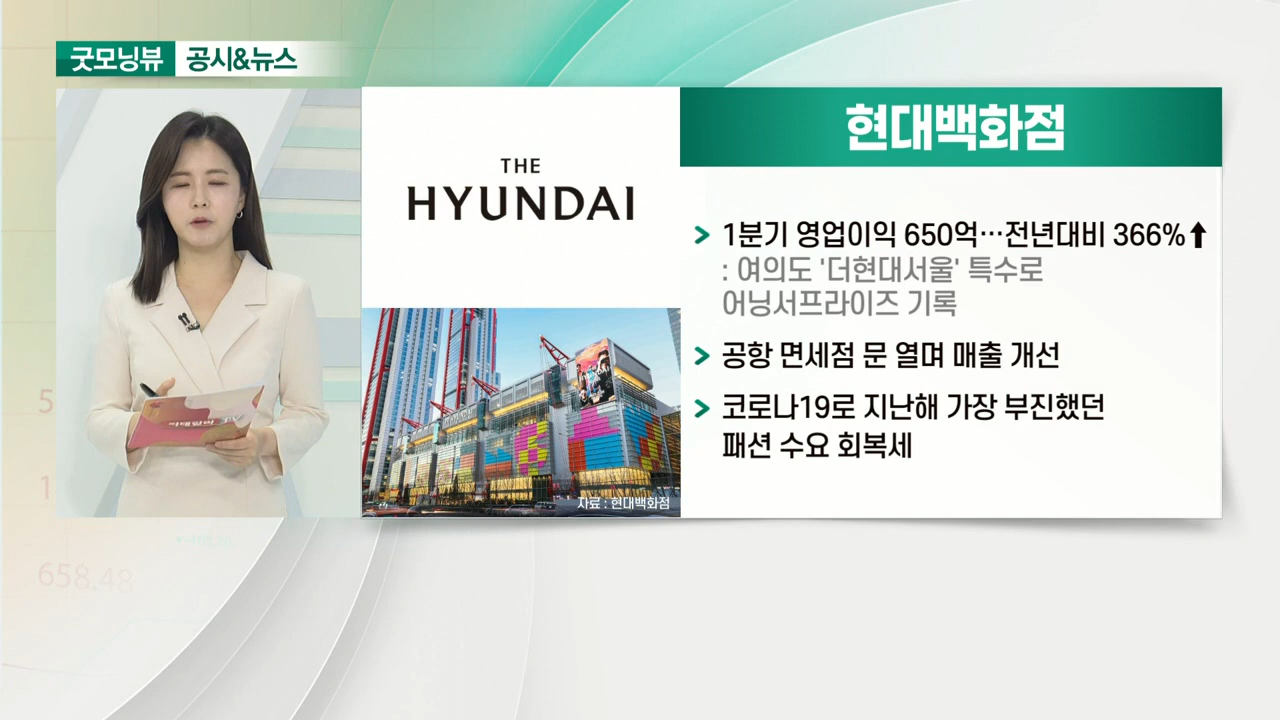 굿모닝뷰 공시&뉴스
THE
HYUNDAI
현대백화점
1분기 영업이익 650억…전년대비 366%⬆
: 여의도 '더현대서울' 특수로
어닝서프라이즈 기록
공항 면세점 문 열며 매출 개선
코로나19로 지난해 가장 부진했던
패션 수요 회복세
자료 : 현대백화점
658.48